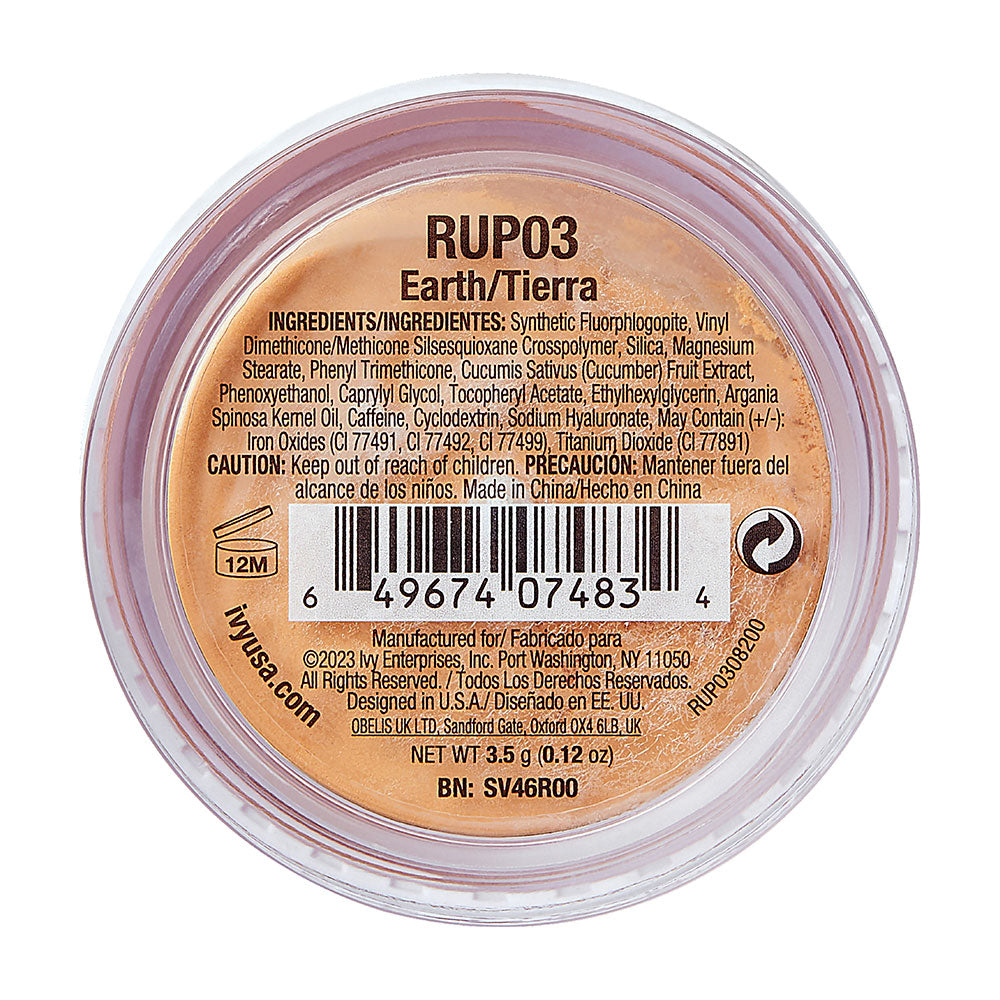 RUP03
Earth/Tierra
INGREDIENTS/INGREDIENTES: Synthetic Fluorphlogopite, Vinyl
Dimethicone/Methicone Silsesquioxane Crosspolymer, Silica, Magnesium
Stearate, Phenyl Trimethicone, Cucumis Sativus (Cucumber) Fruit Extract,
Phenoxyethanol, Caprylyl Glycol, Tocopheryl Acetate, Ethylhexylglycerin, Argania
Spinosa Kernel Oil, Caffeine, Cyclodextrin, Sodium Hyaluronate, May Contain (+/-):
Iron Oxides (CI 77491, CI 77492, CI 77499), Titanium Dioxide (CI 77891)
CAUTION: Keep out of reach of children. PRECAUCIÓN: Mantener fuera del
alcance de los niños. Made in China/Hecho en China
12M
6 49674 07483 4
ivyusa.com
RUP0308200
Manufactured for/ Fabricado para
©2023 Ivy Enterprises, Inc. Port Washington, NY 11050
All Rights Reserved. / Todos Los Derechos Reservados.
Designed in U.S.A./ Diseñado en EE. UU.
OBELIS UK LTD, Sandford Gate, Oxford OX4 6LB, UK
NET WT 3.5 g (0.12 oz)
BN: SV46R00